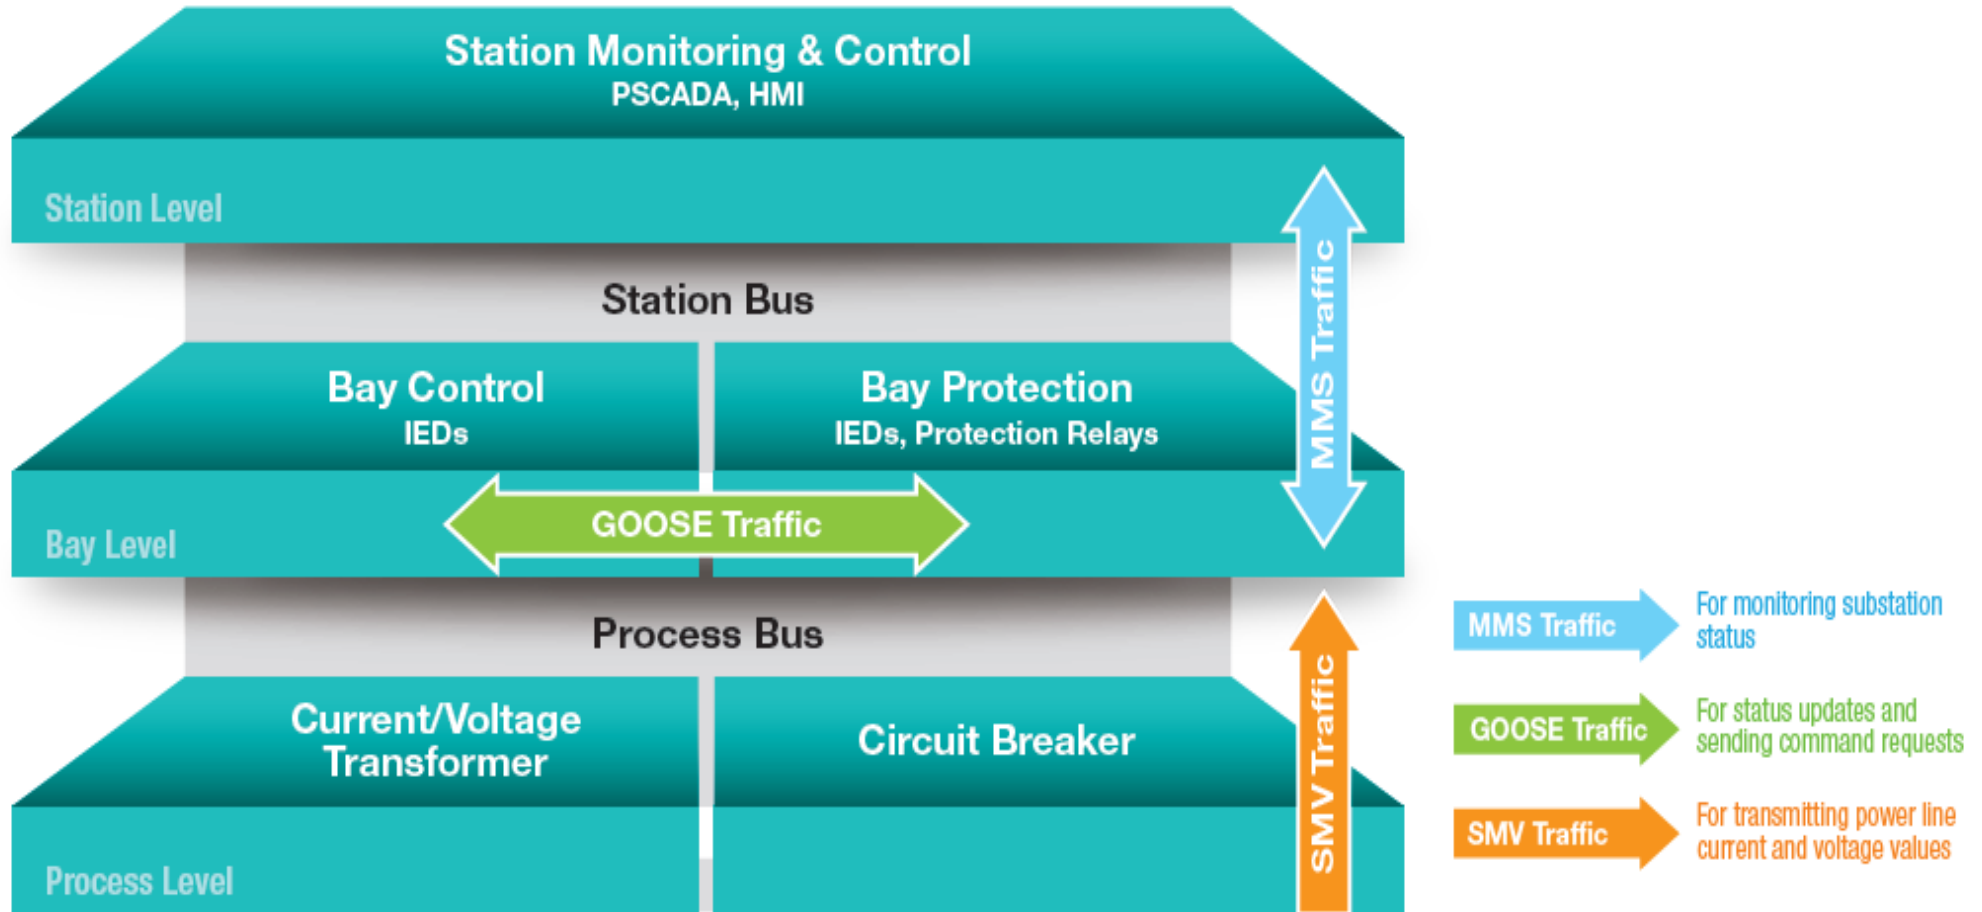 Station Monitoring & Control
PSCADA, HMI
Station Level
Station Bus
MMS Traffic
Bay Control
IEDs
Bay Protection
IEDs, Protection Relays
GOOSE Traffic
Bay Level
Process Bus
SMV Traffic
Current/Voltage
Transformer
Circuit Breaker
Process Level
MMS Traffic
For monitoring substation
status
GOOSE Traffic
For status updates and
sending command requests
SMV Traffic
For transmitting power line
current and voltage values